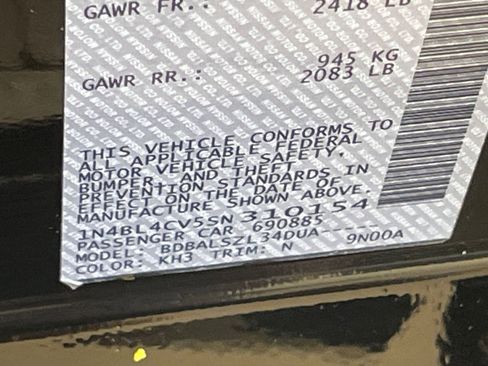 GAWR FR.: 2418 LB
945 KG
GAWR RR.: 2083 LB
THIS VEHICLE CONFORMS TO
ALL APPLICABLE FEDERAL
MOTOR VEHICLE SAFETY,
BUMPER, AND THEFT
PREVENTION STANDARDS IN
EFFECT ON THE DATE OF
MANUFACTURE SHOWN ABOVE.
1N4BL4CV5SN310154
PASSENGER CAR 690885
MODEL: BDBALSZL34DUA-----
COLOR: KH3 TRIM: N 9N00A